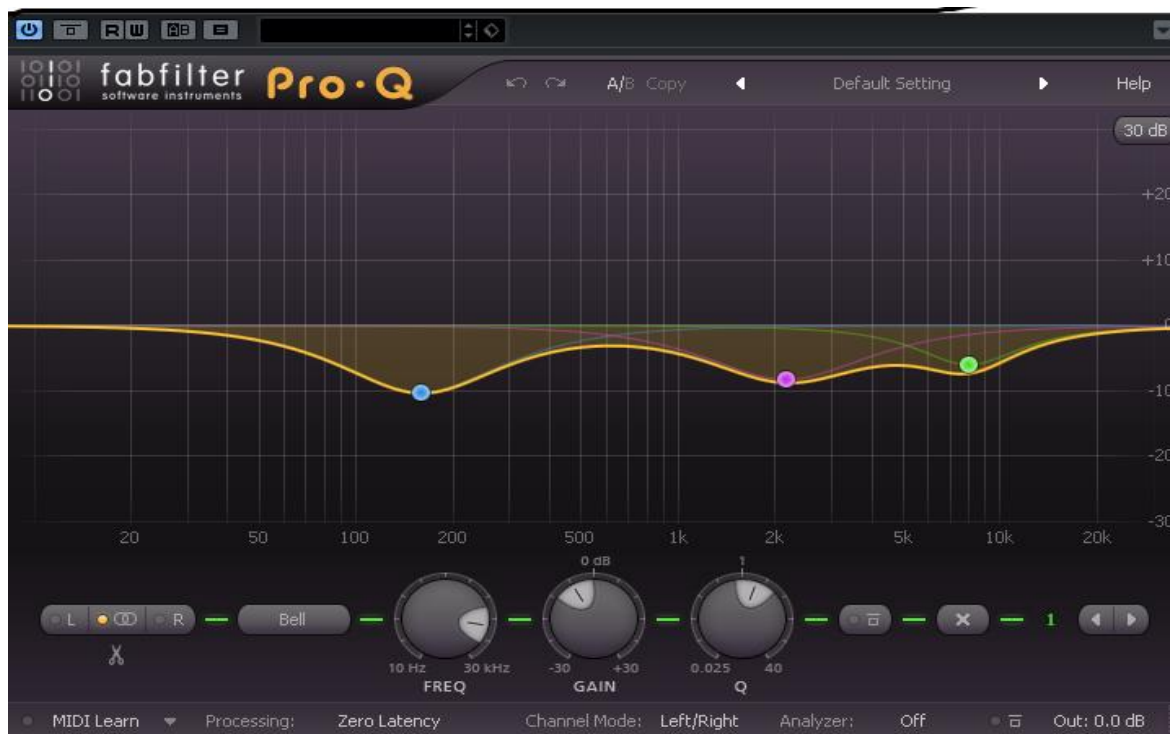 R W AB
fabfilter Pro·Q A/B Copy Default Setting Help
software instruments
30 dB
+20
+10
0
-10
-20
-30
20 50 100 200 500 1k 2k 5k 10k 20k
0 dB 1
L R Bell 1
10 Hz 30 kHz -30 +30 0.025 40
FREQ GAIN Q
MIDI Learn Processing: Zero Latency Channel Mode: Left/Right Analyzer: Off Out: 0.0 dB